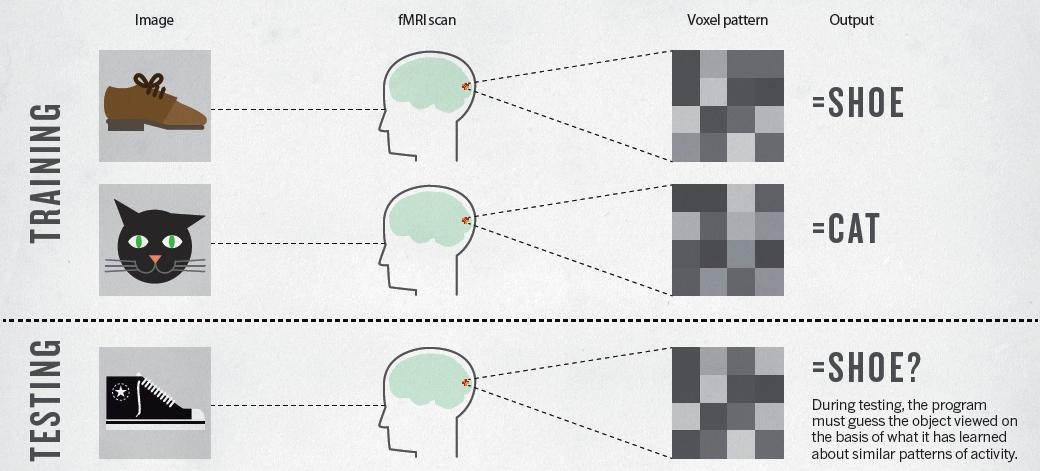 Image fMRI scan Voxel pattern Output
TRAINING
=SHOE
=CAT
TESTING
=SHOE?
During testing, the program
must guess the object viewed on
the basis of what it has learned
about similar patterns of activity.